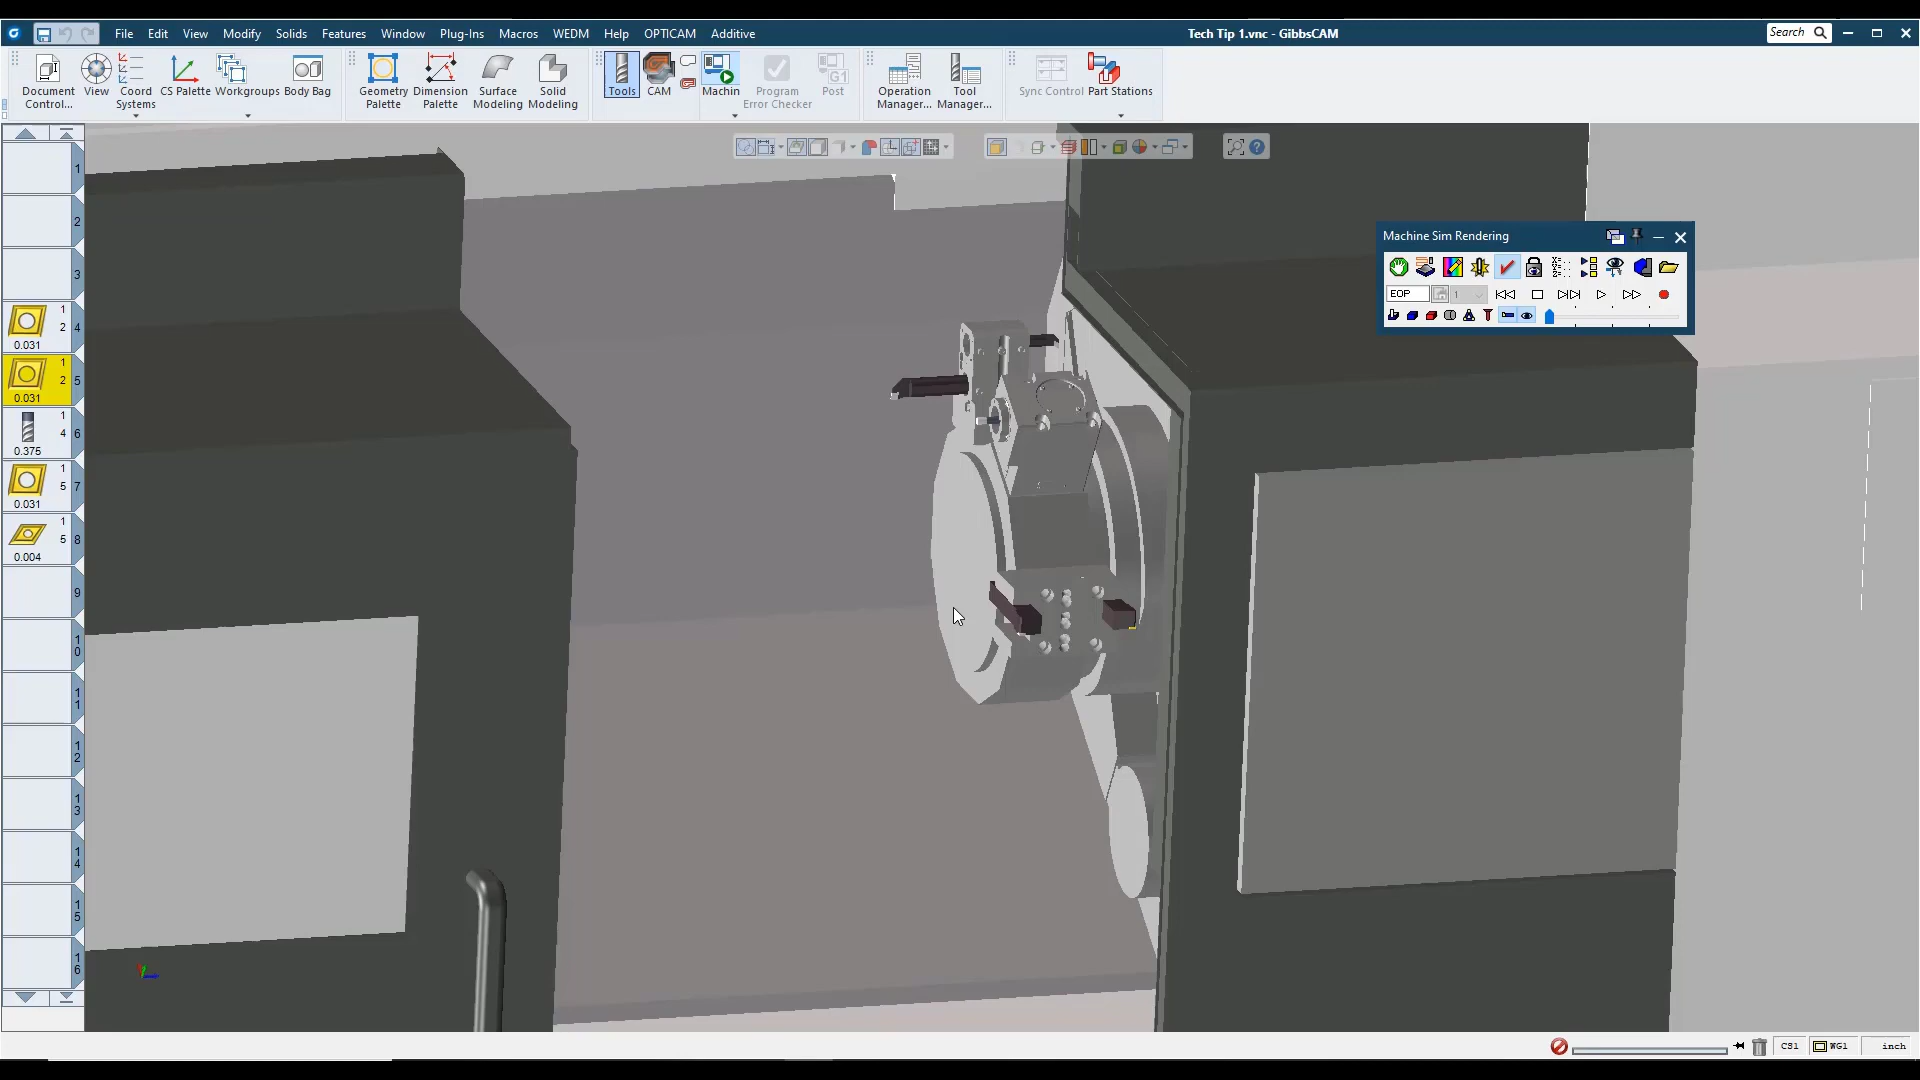 File Edit View Modify Solids Features Window Plug-Ins Macros WEDM Help OPTICAM Additive
Tech Tip 1.vnc - GibbsCAM
Search
Document Control...
View
Coord Systems
CS Palette
Workgroups
Body Bag
Geometry Palette
Dimension Palette
Surface Modeling
Solid Modeling
Tools
CAM
Machin
Program Error Checker
G1
Post
Operation Manager...
Tool Manager...
Sync Control
Part Stations
Machine Sim Rendering
EOP
1
1
2
3
1
2 4
0.031
1
2 5
0.031
1
4 6
0.375
1
5 7
0.031
1
5 8
0.004
9
10
11
12
13
14
15
16
CS1
WG1
inch